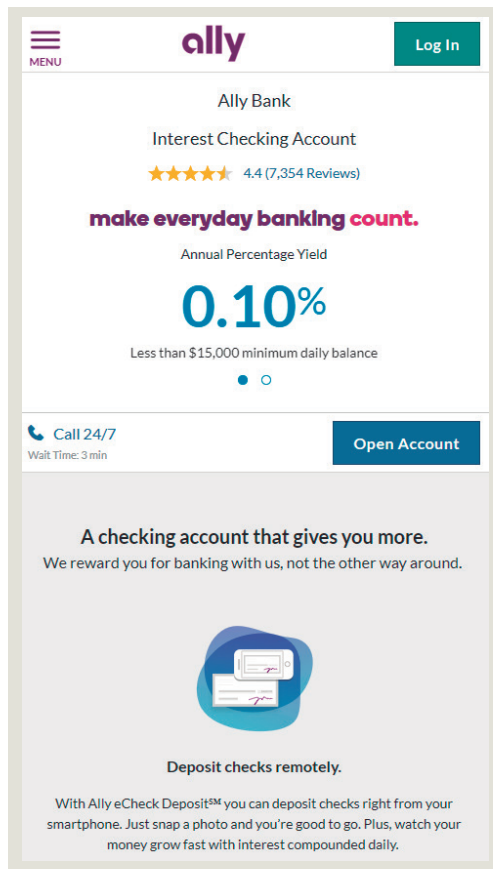 ally
Log In
MENU
Ally Bank
Interest Checking Account
4.4 (7,354 Reviews)
make everyday banking count.
Annual Percentage Yield
0.10%
Less than $15,000 minimum daily balance
Call 24/7
Wait Time: 3 min
Open Account
A checking account that gives you more.
We reward you for banking with us, not the other way around.
Deposit checks remotely.
With Ally eCheck Deposit℠ you can deposit checks right from your
smartphone. Just snap a photo and you're good to go. Plus, watch your
money grow fast with interest compounded daily.